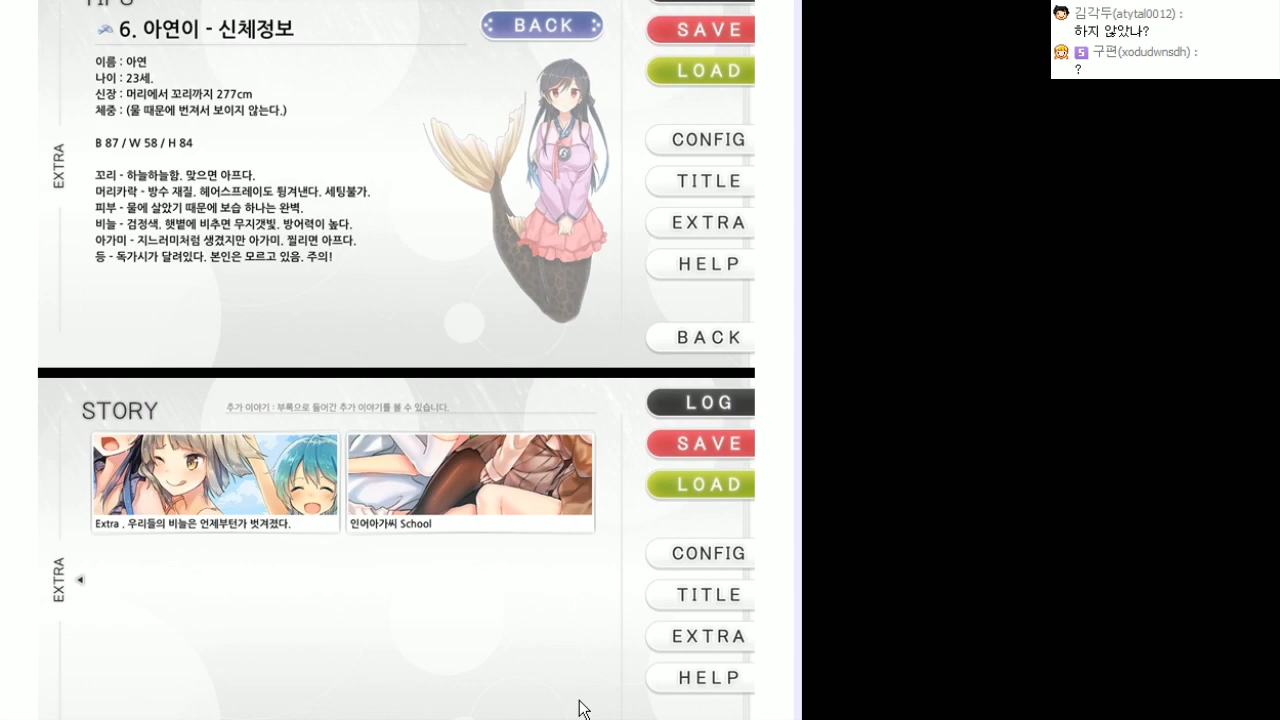 TIPS
6. 아연이 - 신체정보
BACK
이름 : 아연
나이 : 23세.
신장 : 머리에서 꼬리까지 277cm
체중 : (물 때문에 번져서 보이지 않는다.)
B 87 / W 58 / H 84
꼬리 - 하늘하늘함. 맞으면 아프다.
머리카락 - 방수 재질. 헤어스프레이도 튕겨낸다. 세팅불가.
피부 - 물에 살았기 때문에 보습 하나는 완벽.
비늘 - 검정색. 햇볕에 비추면 무지갯빛. 방어력이 높다.
아가미 - 지느러미처럼 생겼지만 아가미. 찔리면 아프다.
등 - 독가시가 달려있다. 본인은 모르고 있음. 주의!
EXTRA
SAVE
LOAD
CONFIG
TITLE
EXTRA
HELP
BACK
STORY
추가 이야기 : 부록으로 들어간 추가 이야기를 볼 수 있습니다.
Extra . 우리들의 비늘은 언제부턴가 벗겨졌다.
인어아가씨 School
EXTRA
LOG
SAVE
LOAD
CONFIG
TITLE
EXTRA
HELP
김각두(atytal0012) :
하지 않았나?
S 구편(xodudwnsdh) :
?